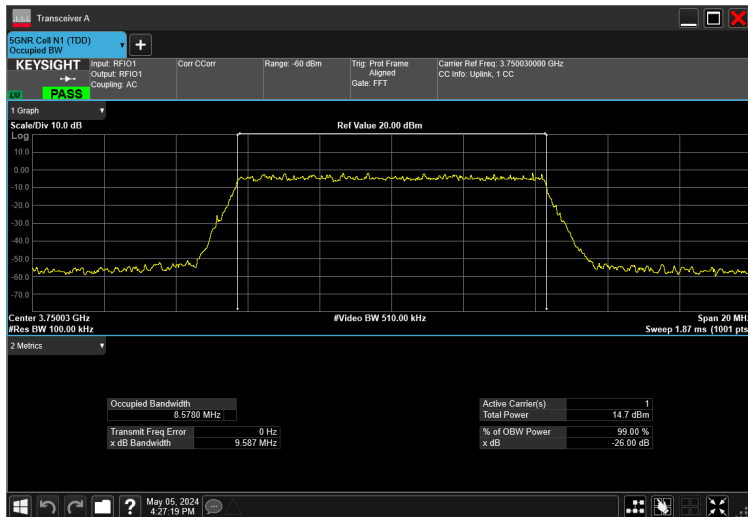 Transceiver A
5GNR Cell N1 (TDD)
Occupied BW
KEYSIGHT
LXI
PASS
Input: RFIO1
Output: RFIO1
Coupling: AC
Corr CCorr
Range: -60 dBm
Trig: Prot Frame
Aligned
Gate: FFT
Carrier Ref Freq: 3.750030000 GHz
CC Info: Uplink, 1 CC
1 Graph
Scale/Div 10.0 dB
Ref Value 20.00 dBm
Log
10.0
0.00
-10.0
-20.0
-30.0
-40.0
-50.0
-60.0
-70.0
Center 3.75003 GHz
#Video BW 510.00 kHz
Span 20 MHz
#Res BW 100.00 kHz
Sweep 1.87 ms (1001 pts
2 Metrics
Occupied Bandwidth
8.5780 MHz
Transmit Freq Error 0 Hz
x dB Bandwidth 9.587 MHz
Active Carrier(s) 1
Total Power 14.7 dBm
% of OBW Power 99.00 %
x dB -26.00 dB
May 05, 2024
4:27:19 PM